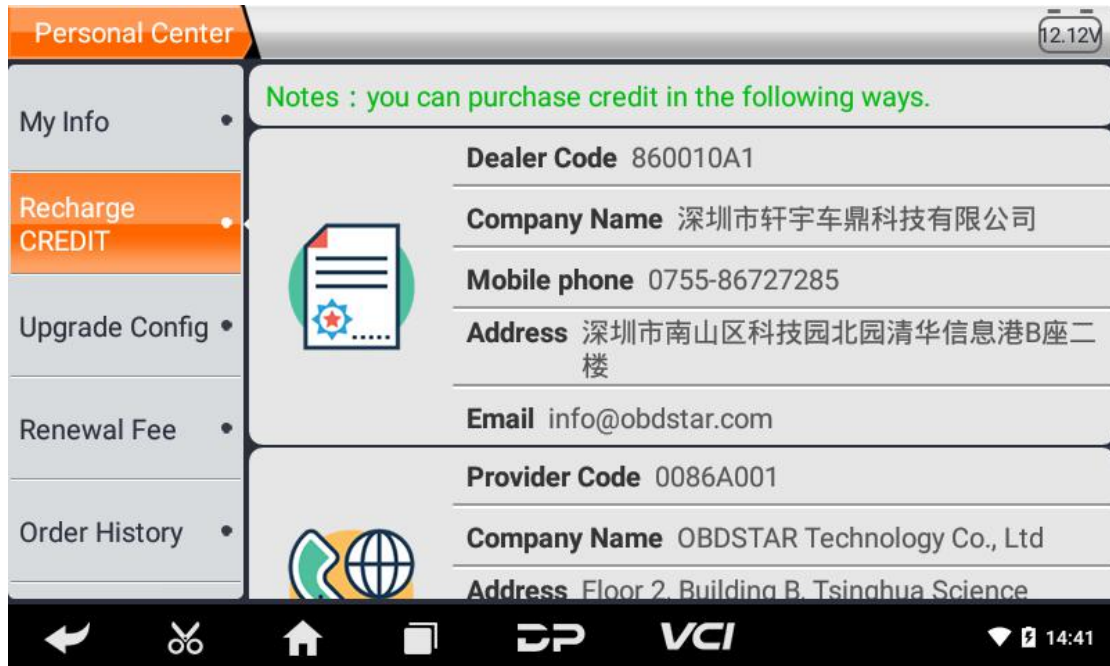 Personal Center
12.12V
My Info
Recharge
CREDIT
Upgrade Config
Renewal Fee
Order History
Notes：you can purchase credit in the following ways.
Dealer Code 860010A1
Company Name 深圳市轩宇车鼎科技有限公司
Mobile phone 0755-86727285
Address 深圳市南山区科技园北园清华信息港B座二
楼
Email info@obdstar.com
Provider Code 0086A001
Company Name OBDSTAR Technology Co., Ltd
Address Floor 2, Building B, Tsinghua Science
DP
VCI
14:41